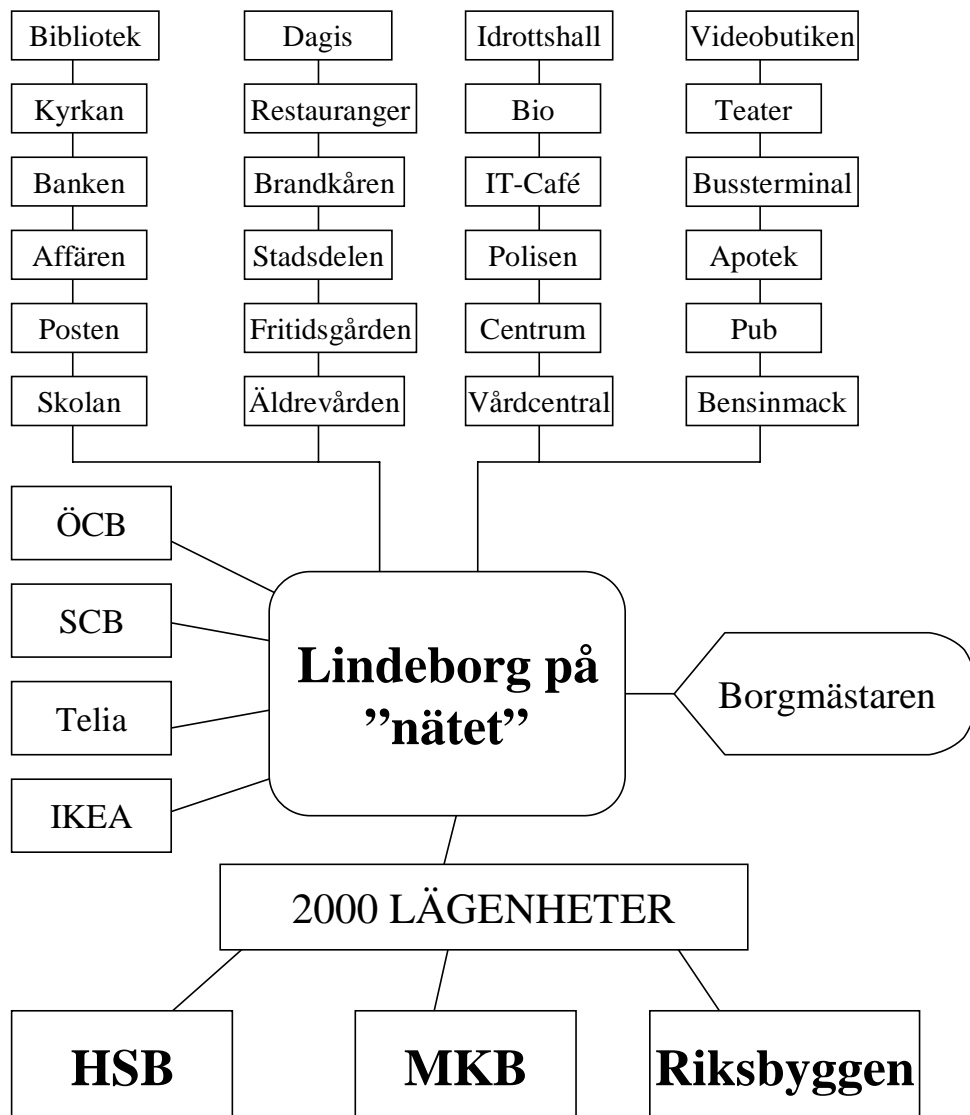 Bibliotek
Dagis
Idrottshall
Videobutiken
Kyrkan
Restauranger
Bio
Teater
Banken
Brandkåren
IT-Café
Bussterminal
Affären
Stadsdelen
Polisen
Apotek
Posten
Fritidsgården
Centrum
Pub
Skolan
Äldrevården
Vårdcentral
Bensinmack
ÖCB
SCB
Telia
IKEA
Lindeborg på
”nätet”
Borgmästaren
2000 LÄGENHETER
HSB
MKB
Riksbyggen